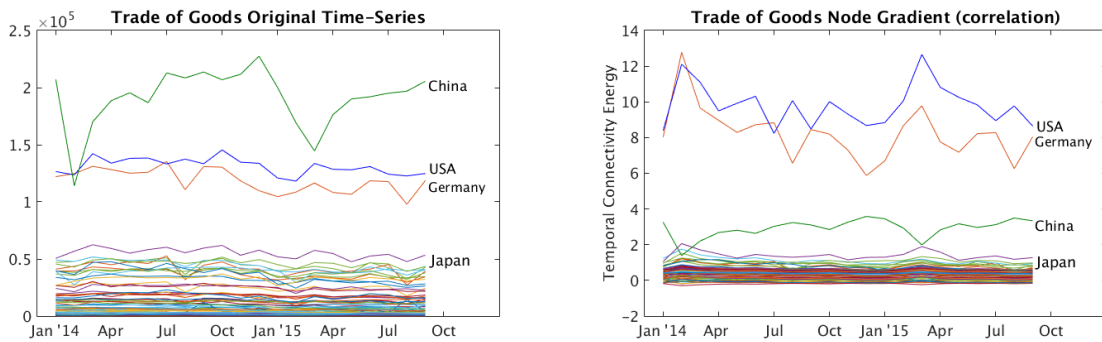 Trade of Goods Original Time-Series
×10⁵
2.5
2
1.5
1
0.5
0
China
USA
Germany
Japan
Jan '14 Apr Jul Oct Jan '15 Apr Jul Oct
Trade of Goods Node Gradient (correlation)
Temporal Connectivity Energy
14
12
10
8
6
4
2
0
-2
USA
Germany
China
Japan
Jan '14 Apr Jul Oct Jan '15 Apr Jul Oct